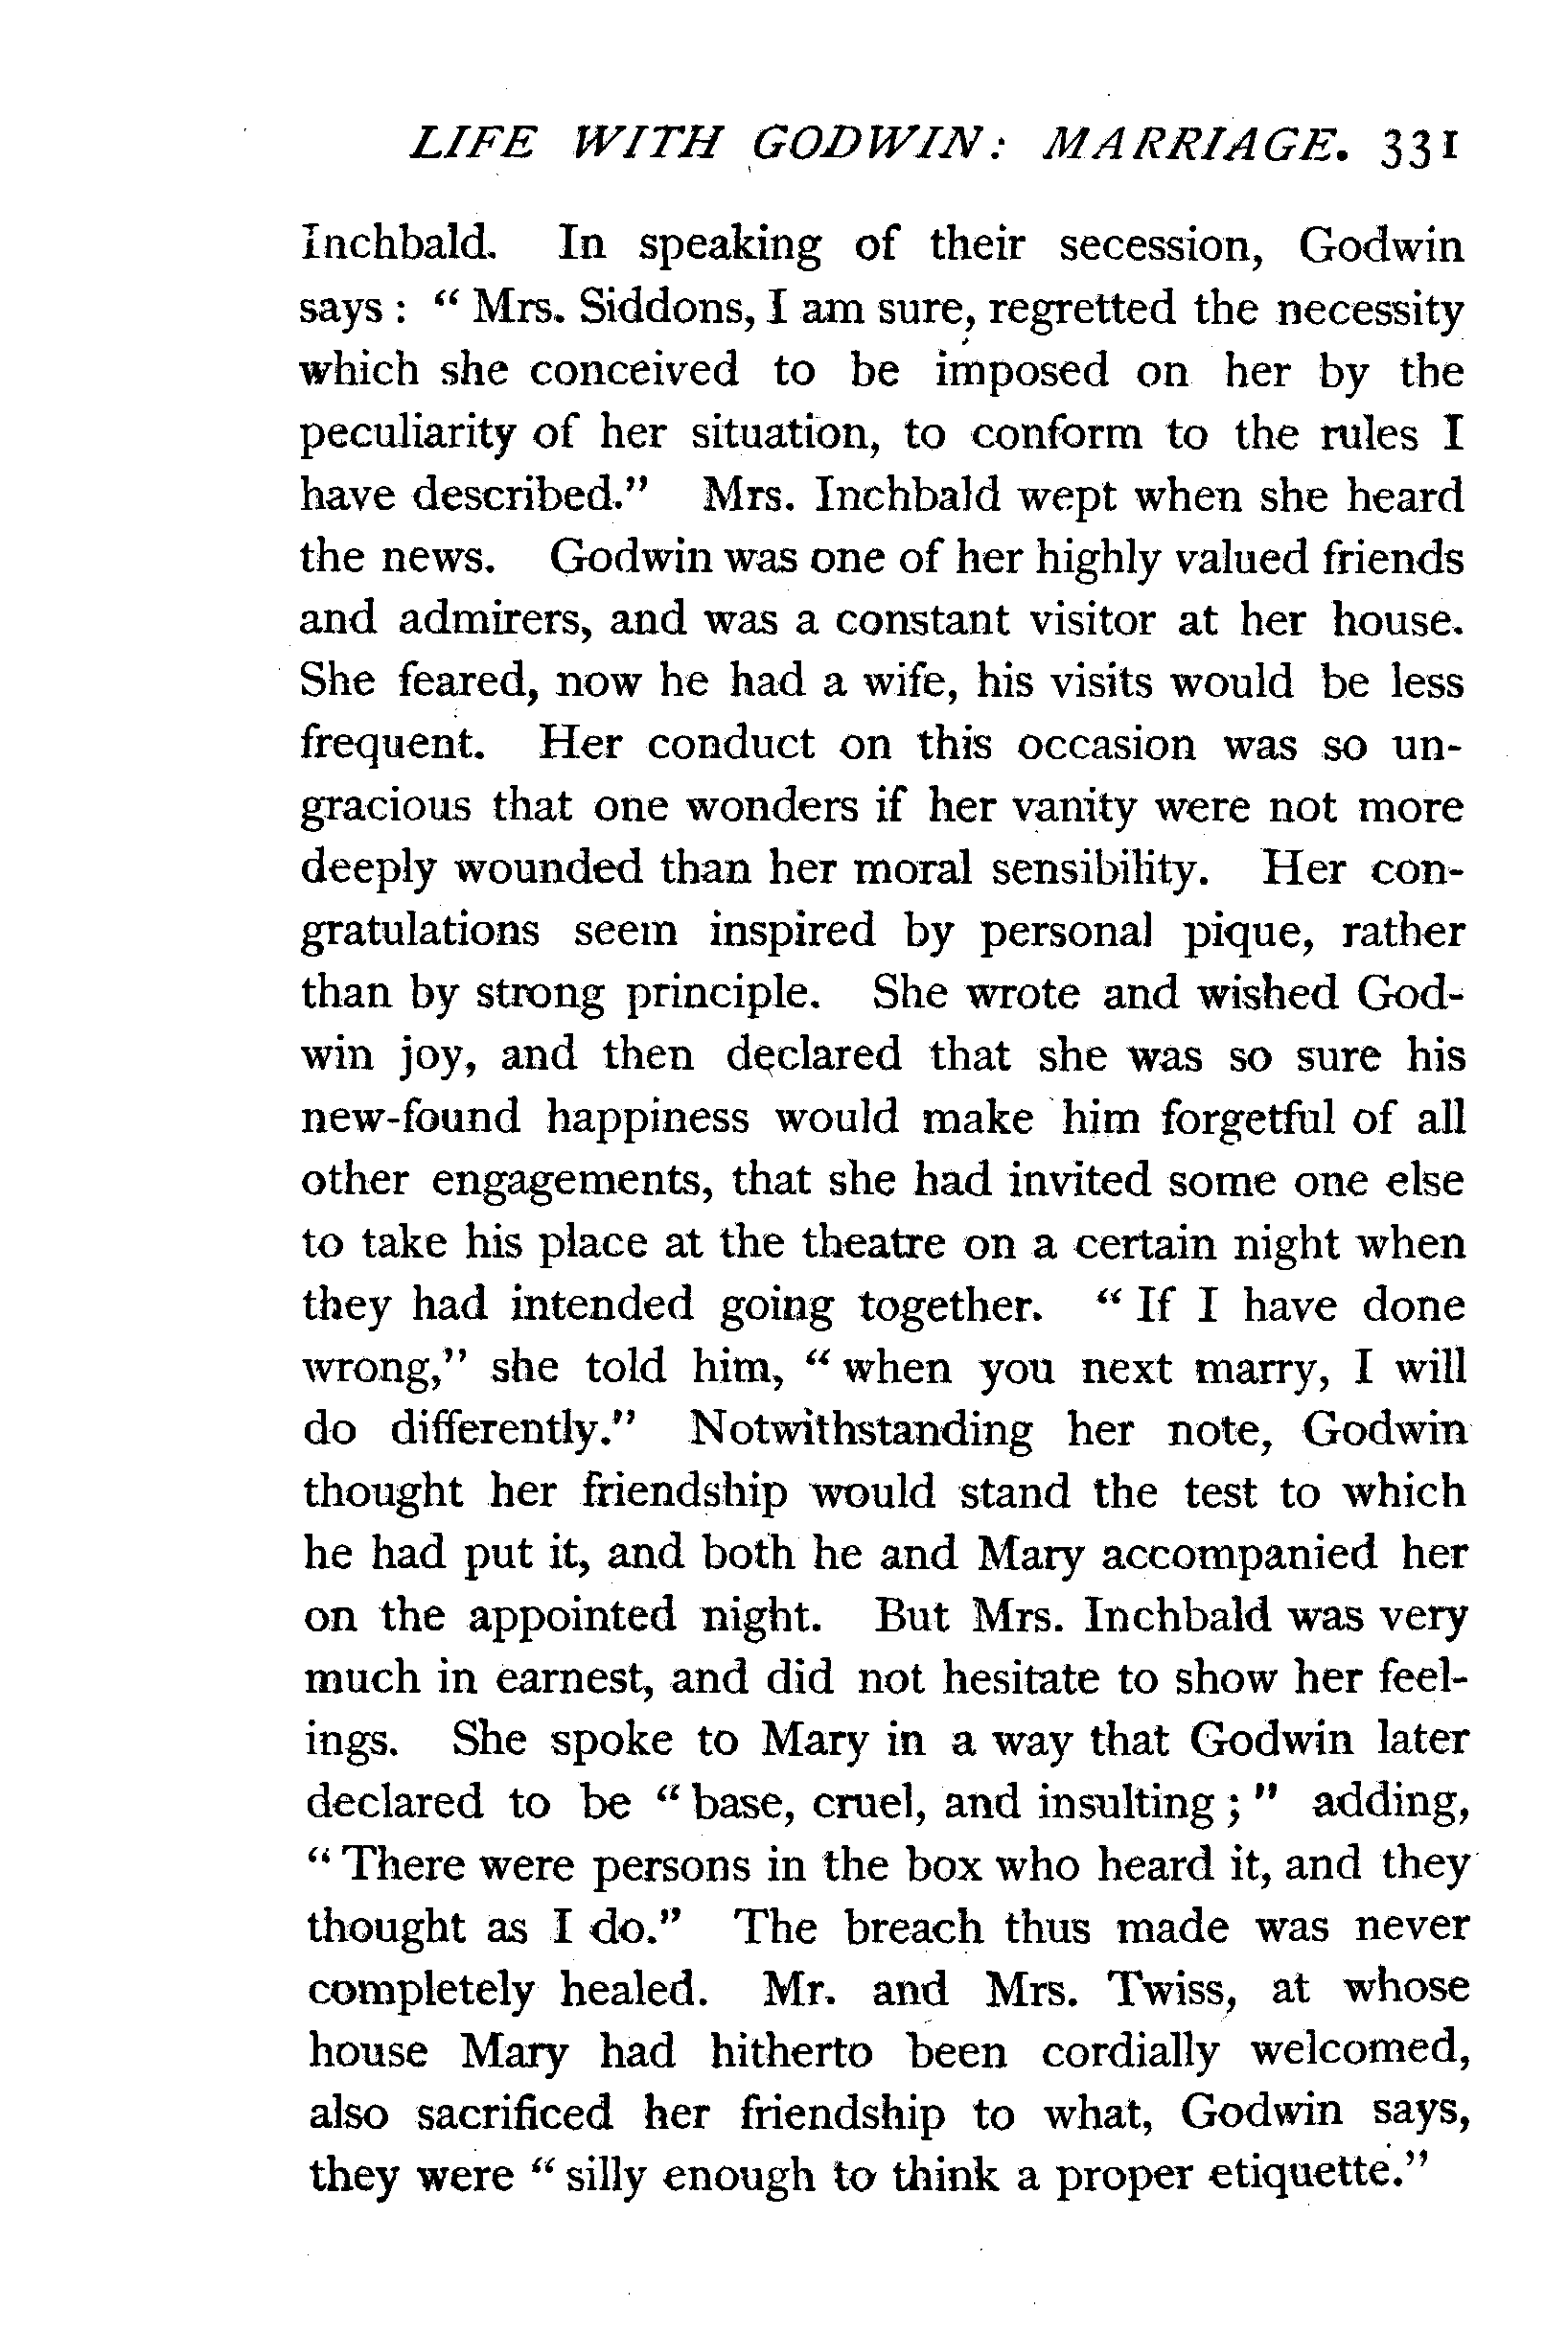 LIFE WITH GODWIN: MARRIAGE. 331
Inchbald. In speaking of their secession, Godwin
says : " Mrs. Siddons, I am sure, regretted the necessity
which she conceived to be imposed on her by the
peculiarity of her situation, to conform to the rules I
have described." Mrs. Inchbald wept when she heard
the news. Godwin was one of her highly valued friends
and admirers, and was a constant visitor at her house.
She feared, now he had a wife, his visits would be less
frequent. Her conduct on this occasion was so un-
gracious that one wonders if her vanity were not more
deeply wounded than her moral sensibility. Her con-
gratulations seem inspired by personal pique, rather
than by strong principle. She wrote and wished God-
win joy, and then declared that she was so sure his
new-found happiness would make him forgetful of all
other engagements, that she had invited some one else
to take his place at the theatre on a certain night when
they had intended going together. " If I have done
wrong," she told him, " when you next marry, I will
do differently." Notwithstanding her note, Godwin
thought her friendship would stand the test to which
he had put it, and both he and Mary accompanied her
on the appointed night. But Mrs. Inchbald was very
much in earnest, and did not hesitate to show her feel-
ings. She spoke to Mary in a way that Godwin later
declared to be " base, cruel, and insulting ; " adding,
" There were persons in the box who heard it, and they
thought as I do." The breach thus made was never
completely healed. Mr. and Mrs. Twiss, at whose
house Mary had hitherto been cordially welcomed,
also sacrificed her friendship to what, Godwin says,
they were " silly enough to think a proper etiquette."